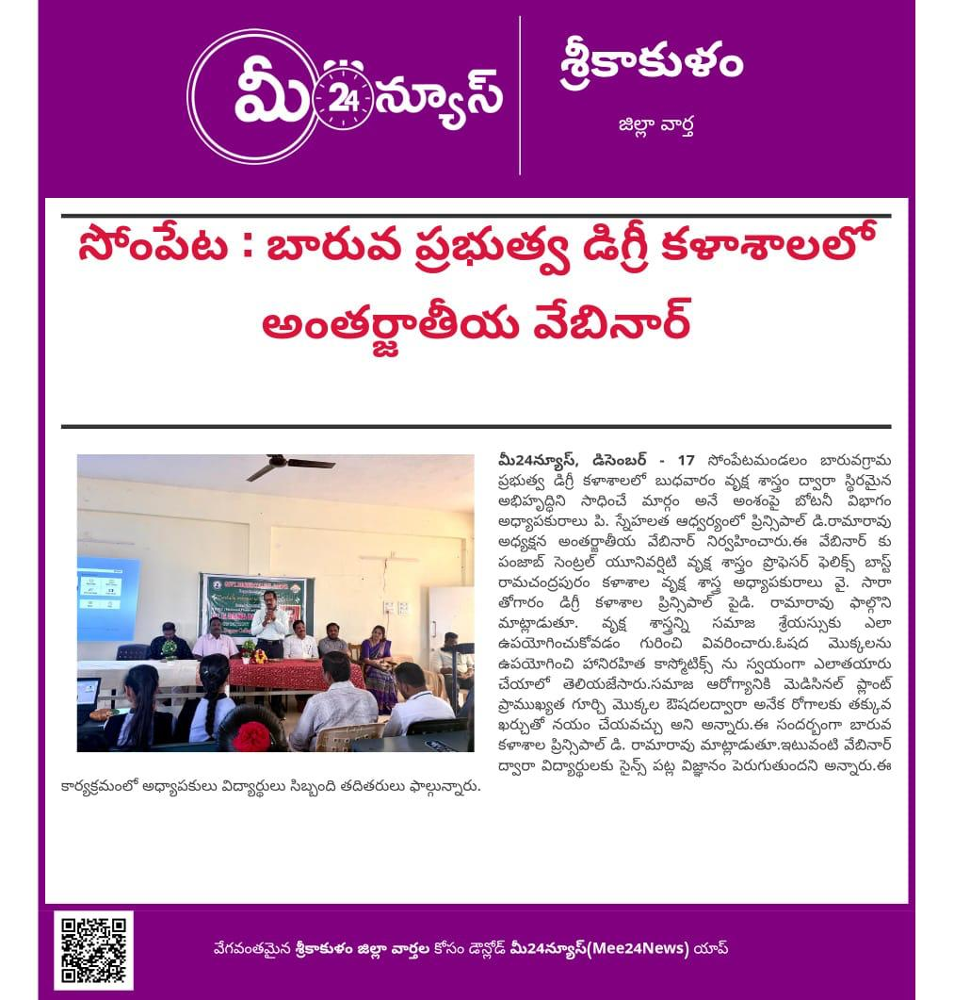 మీ 24 న్యూస్
శ్రీకాకుళం
జిల్లా వార్త
సోంపేట : బారువ ప్రభుత్వ డిగ్రీ కళాశాలలో
అంతర్జాతీయ వేబినార్
మీ24న్యూస్, డిసెంబర్ - 17 సోంపేటమండలం బారువగ్రామ
ప్రభుత్వ డిగ్రీ కళాశాలలో బుధవారం వృక్ష శాస్త్రం ద్వారా స్థిరమైన
అభివృద్ధిని సాధించే మార్గం అనే అంశంపై బోటనీ విభాగం
అధ్యాపకురాలు పి. స్నేహలత ఆధ్వర్యంలో ప్రిన్సిపాల్ డి.రామారావు
అధ్యక్షన అంతర్జాతీయ వేబినార్ నిర్వహించారు.ఈ వేబినార్ కు
పంజాబ్ సెంట్రల్ యూనివర్షిటి వృక్ష శాస్త్రం ప్రొఫెసర్ ఫెలిక్స్ బాస్ట్
రామచంద్రపురం కళాశాల వృక్ష శాస్త్ర అధ్యాపకురాలు వై. సారా
తోగారం డిగ్రీ కళాశాల ప్రిన్సిపాల్ పైడి. రామారావు ఫాల్గొని
మాట్లాడుతూ. వృక్ష శాస్త్రన్ని సమాజ శ్రేయస్సుకు ఎలా
ఉపయోగించుకోవడం గురించి వివరించారు.ఓషద మొక్కలను
ఉపయోగించి హానిరహిత కాస్మోటిక్స్ ను స్వయంగా ఎలాతయారు
చేయాలో తెలియజేసారు.సమాజ ఆరోగ్యానికి మెడిసినల్ ప్లాంట్
ప్రాముఖ్యత గూర్చి మొక్కల ఔషదలద్వారా అనేక రోగాలకు తక్కువ
ఖర్చుతో నయం చేయవచ్చు అని అన్నారు.ఈ సందర్భంగా బారువ
కళాశాల ప్రిన్సిపాల్ డి. రామారావు మాట్లాడుతూ.ఇటువంటి వేబినార్
ద్వారా విద్యార్థులకు సైన్స్ పట్ల విజ్ఞానం పెరుగుతుందని అన్నారు.ఈ
కార్యక్రమంలో అధ్యాపకులు విద్యార్థులు సిబ్బంది తదితరులు ఫాల్గున్నారు.
వేగవంతమైన శ్రీకాకుళం జిల్లా వార్తల కోసం డౌన్లోడ్ మీ24న్యూస్(Mee24News) యాప్